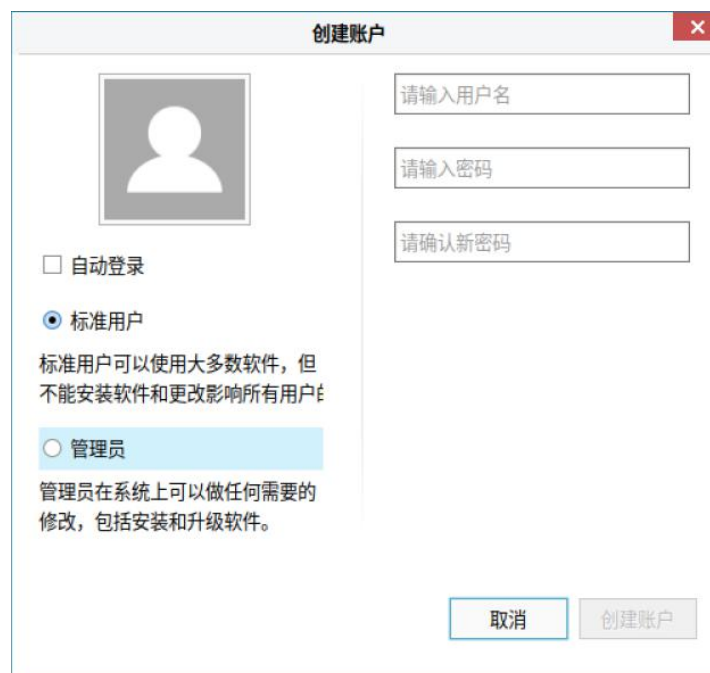 创建账户
请输入用户名
请输入密码
请确认新密码
自动登录
标准用户
标准用户可以使用大多数软件，但
不能安装软件和更改影响所有用户
管理员
管理员在系统上可以做任何需要的
修改，包括安装和升级软件。
取消
创建账户